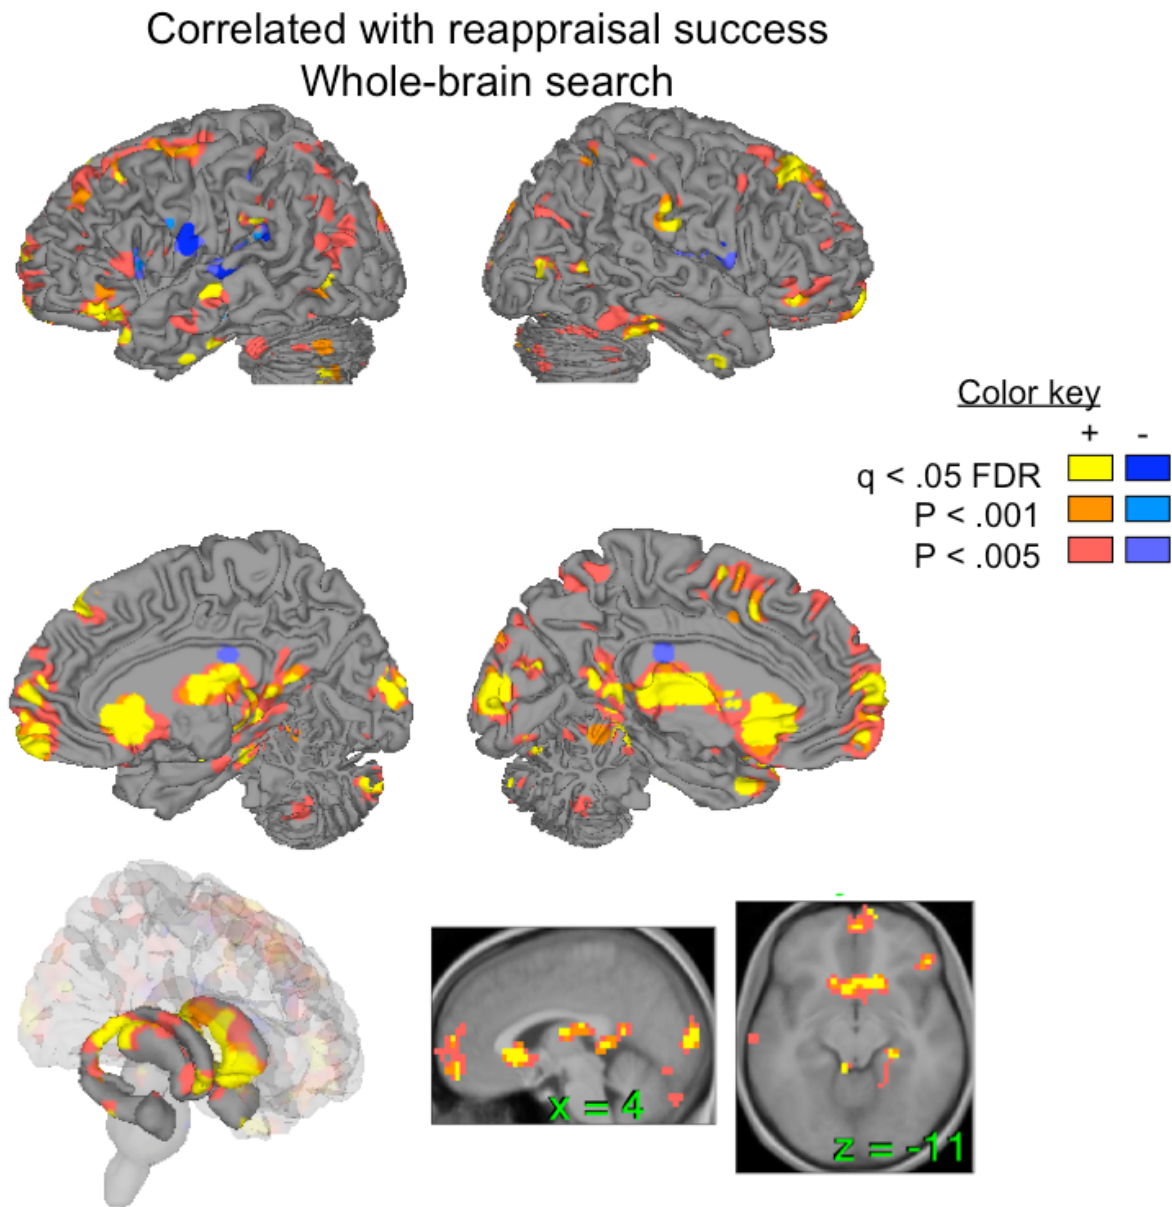 Correlated with reappraisal success
Whole-brain search
Color key
+ -
q < .05 FDR
P < .001
P < .005
x = 4
z = -11